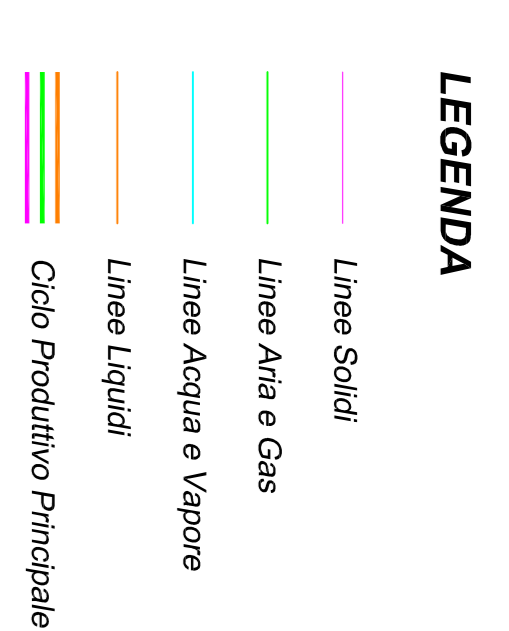 LEGENDA
Linee Solidi
Linee Aria e Gas
Linee Acqua e Vapore
Linee Liquidi
Ciclo Produttivo Principale